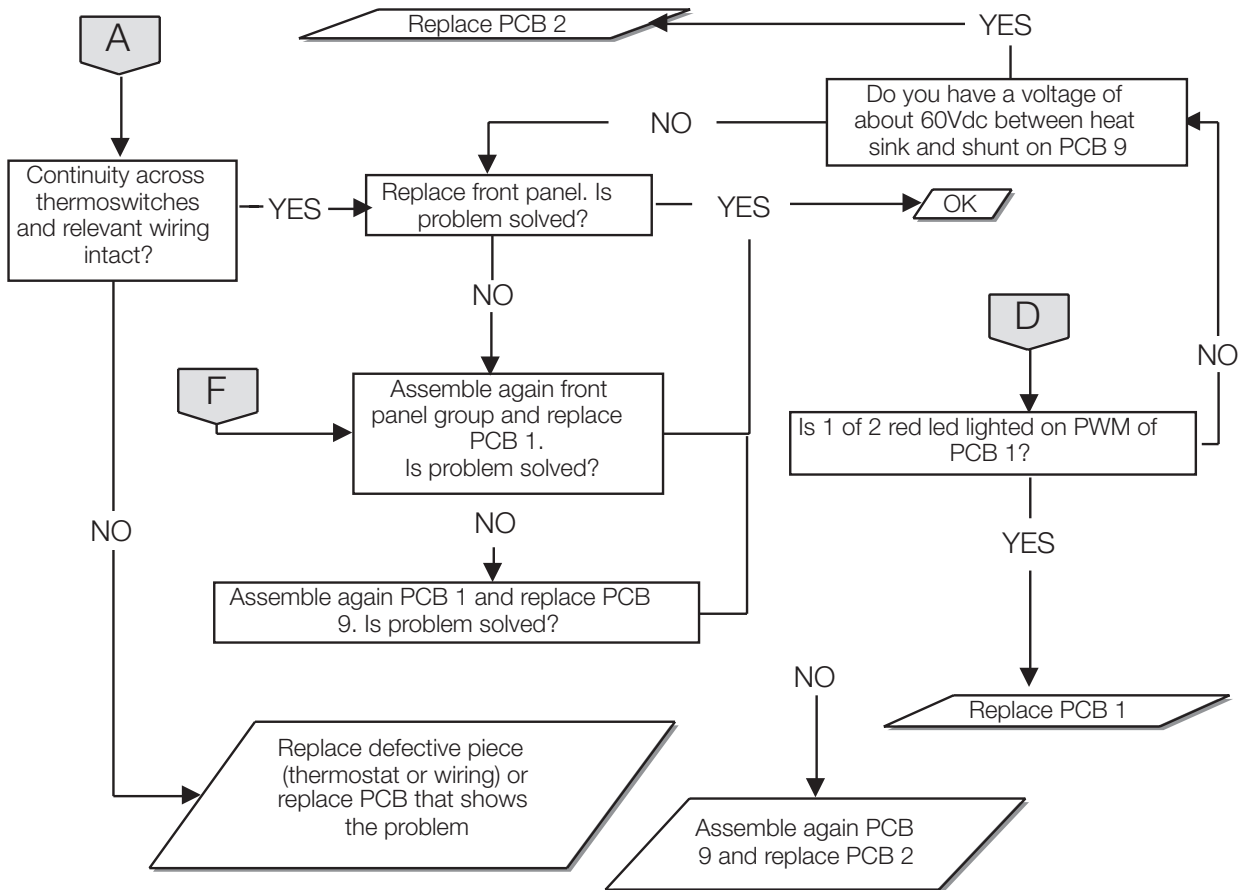 Replace PCB 2
YES
A
Do you have a voltage of
about 60Vdc between heat
sink and shunt on PCB 9
NO
Continuity across
thermoswitches
and relevant wiring
intact?
YES
Replace front panel. Is
problem solved?
YES
OK
NO
D
NO
F
Assemble again front
panel group and replace
PCB 1.
Is problem solved?
Is 1 of 2 red led lighted on PWM of
PCB 1?
NO
NO
YES
Assemble again PCB 1 and replace PCB
9. Is problem solved?
NO
Replace PCB 1
Replace defective piece
(thermostat or wiring) or
replace PCB that shows
the problem
Assemble again PCB
9 and replace PCB 2